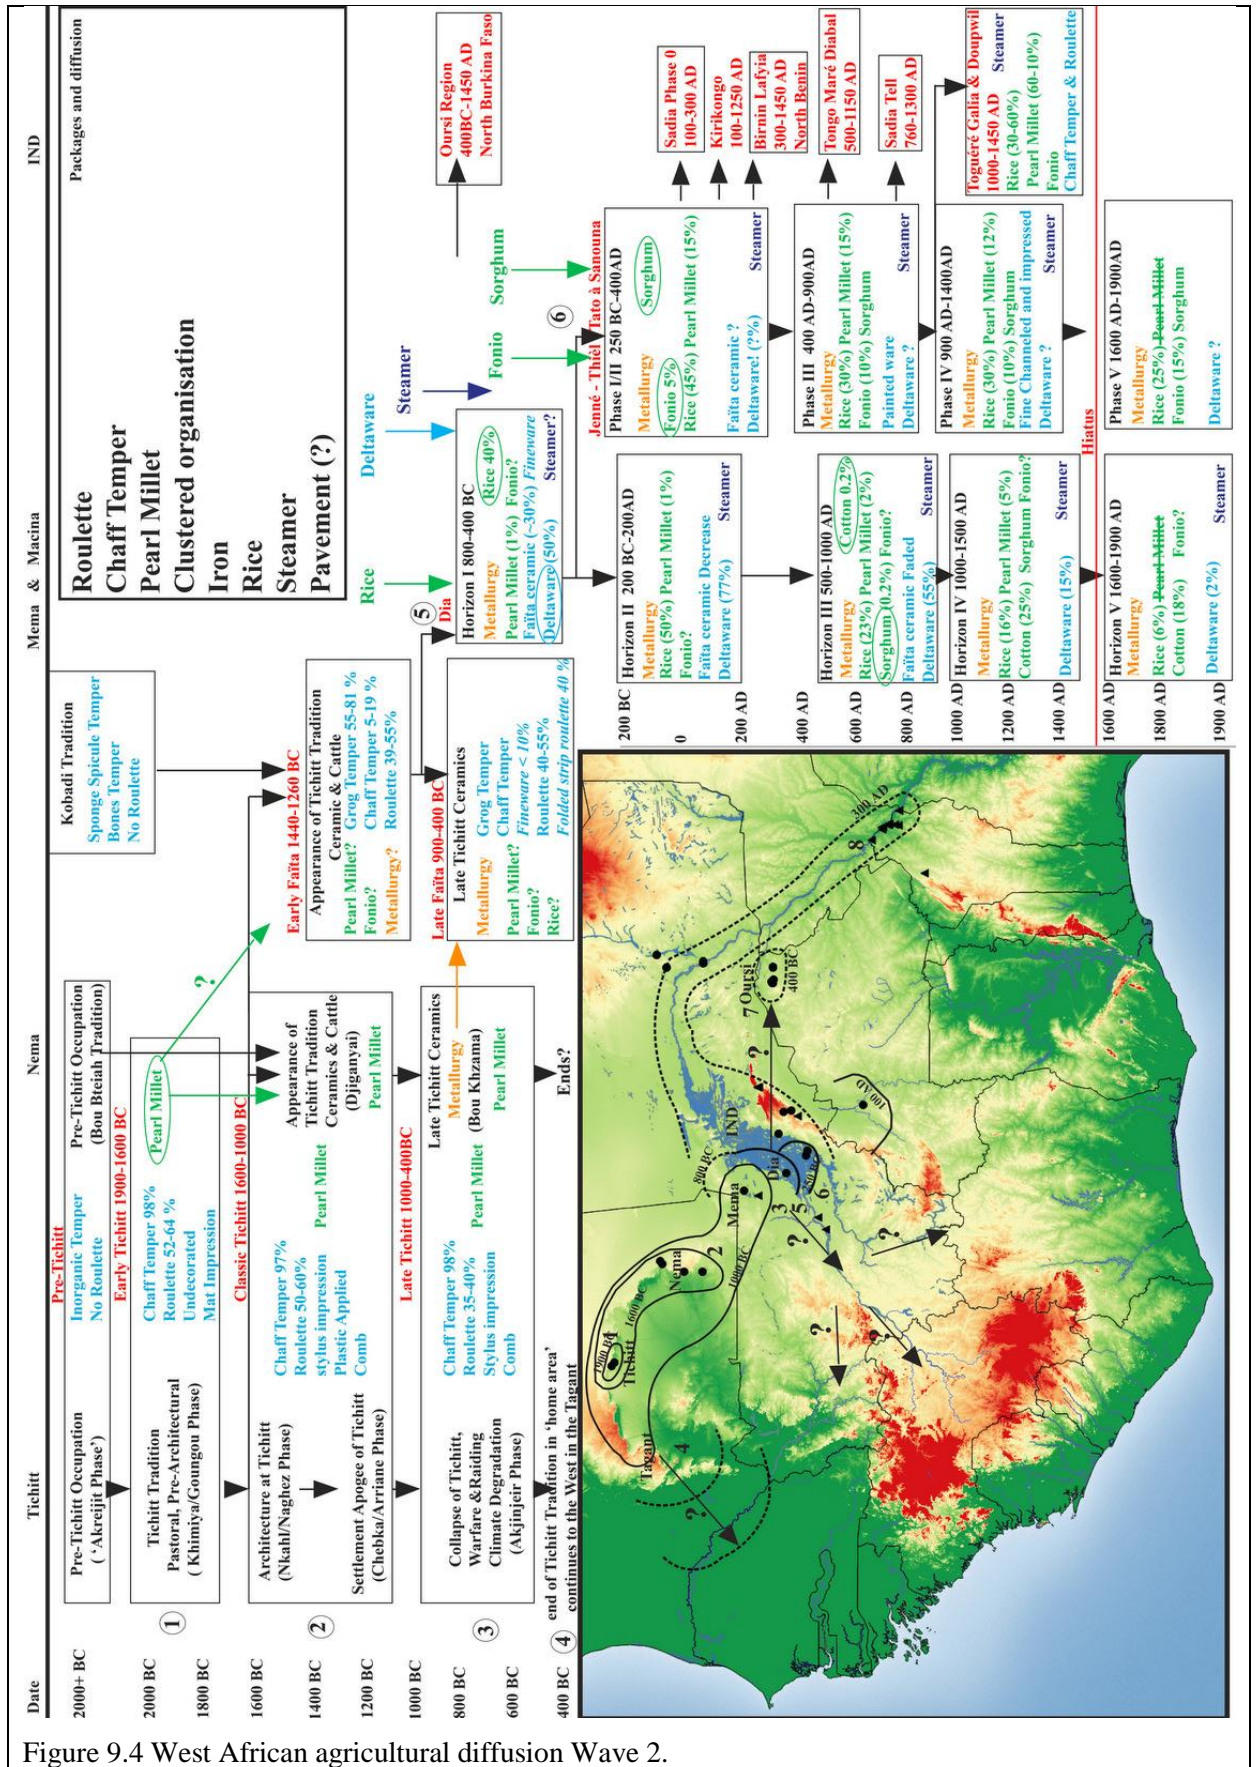 Date
Tichitt
Nema
Mema & Macina
IND
2000+ BC
2000 BC
1800 BC
1600 BC
1400 BC
1200 BC
1000 BC
800 BC
600 BC
400 BC
Pre-Tichitt Occupation
( 'Akreijit Phase')
1
Tichitt Tradition
Pastoral, Pre-Architectural
( Khimiya/Goungou Phase)
2
Architecture at Tichitt
(Nkahl/Naghez Phase)
Settlement Apogee of Tichitt
(Chebka/Arriane Phase)
3
Collapse of Tichitt,
Warfare &Raiding
Climate Degradation
(Akjinjeir Phase)
4
end of Tichitt Tradition in 'home area'
continues to the West in the Tagant
Pre-Tichitt
Inorganic Temper
No Roulette
Early Tichitt 1900-1600 BC
Chaff Temper 98%
Roulette 52-64 %
Undecorated
Mat Impression
Pearl Millet
Classic Tichitt 1600-1000 BC
Chaff Temper 97%
Roulette 50-60%
stylus impression
Plastic Applied
Comb
Pearl Millet
Late Tichitt 1000-400BC
Chaff Temper 98%
Roulette 35-40%
Stylus impression
Comb
Pearl Millet
Pre-Tichitt Occupation
(Bou Bteiah Tradition)
?
Appearance of
Tichitt Tradition
Ceramics & Cattle
(Djiganyai)
Pearl Millet
Late Tichitt Ceramics
Metallurgy
(Bou Khzama)
Pearl Millet
Ends?
Kobadi Tradition
Sponge Spicule Temper
Bones Temper
No Roulette
Early Faïta 1440-1260 BC
Appearance of Tichitt Tradition
Ceramic & Cattle
Pearl Millet? Grog Temper 55-81 %
Fonio? Chaff Temper 5-19 %
Metallurgy? Roulette 39-55%
Late Faïta 900-400 BC
Late Tichitt Ceramics
Metallurgy Grog Temper
Chaff Temper
Pearl Millet? Fineware < 10%
Fonio? Roulette 40-55%
Rice? Folded strip roulette 40 %
Packages and diffusion
Roulette
Chaff Temper
Pearl Millet
Clustered organisation
Iron
Rice
Steamer
Pavement (?)
Rice
Deltaware
Steamer
Fonio
Sorghum
5
Dia
Horizon I 800-400 BC
Metallurgy Rice 40%
Pearl Millet (1%) Fonio?
Faïta ceramic (~30%) Fineware
Deltaware (50%) Steamer?
Oursi Region
400BC-1450 AD
North Burkina Faso
6
Jenné - Thiél Tato à Sanouna
Phase I/II 250 BC-400AD
Metallurgy Sorghum
Fonio 5%
Rice (45%) Pearl Millet (15%)
Faïta ceramic ?
Deltaware! (?%)
Steamer
Sadia Phase 0
100-300 AD
Kirikongo
100-1250 AD
Birnin Lafyia
300-1450 AD
North Benin
Phase III 400 AD-900AD
Metallurgy
Rice (30%) Pearl Millet (15%)
Fonio (10%) Sorghum
Painted ware
Deltaware ? Steamer
Tongo Maré Diabal
500-1150 AD
Sadia Tell
760-1300 AD
Phase IV 900 AD-1400AD
Metallurgy
Rice (30%) Pearl Millet (12%)
Fonio (10%) Sorghum
Fine Channeled and impressed
Deltaware ? Steamer
Toguéré Galia & Doupwil
1000-1450 AD Steamer
Rice (30-60%)
Pearl Millet (60-10%)
Fonio
Chaff Temper & Roulette
Hiatus
Phase V 1600 AD-1900AD
Metallurgy
Rice (25%) Pearl Millet
Fonio (15%) Sorghum
Deltaware ?
200 BC
0
200 AD
400 AD
600 AD
800 AD
1000 AD
1200 AD
1400 AD
1600 AD
1800 AD
1900 AD
Horizon II 200 BC-200AD
Metallurgy
Rice (50%) Pearl Millet (1%)
Fonio?
Faïta ceramic Decrease
Deltaware (77%) Steamer
Horizon III 500-1000 AD
Metallurgy Cotton 0.2%
Rice (23%) Pearl Millet (2%)
Sorghum (0.2%) Fonio?
Faïta ceramic Faded
Deltaware (55%) Steamer
Horizon IV 1000-1500 AD
Metallurgy
Rice (16%) Pearl Millet (5%)
Cotton (25%) Sorghum Fonio?
Deltaware (15%) Steamer
Horizon V 1600-1900 AD
Metallurgy
Rice (6%) Pearl Millet
Cotton (18%) Fonio?
Deltaware (2%) Steamer
1900 BC
1
Tichitt
1600 BC
Nema
2
Tagant
4
?
1000 BC
Mema
3
800 BC
Dia
IND
5
250 BC
6
?
?
?
?
?
7 Oursi
400 BC
100 AD
8
300 AD
Figure 9.4 West African agricultural diffusion Wave 2.